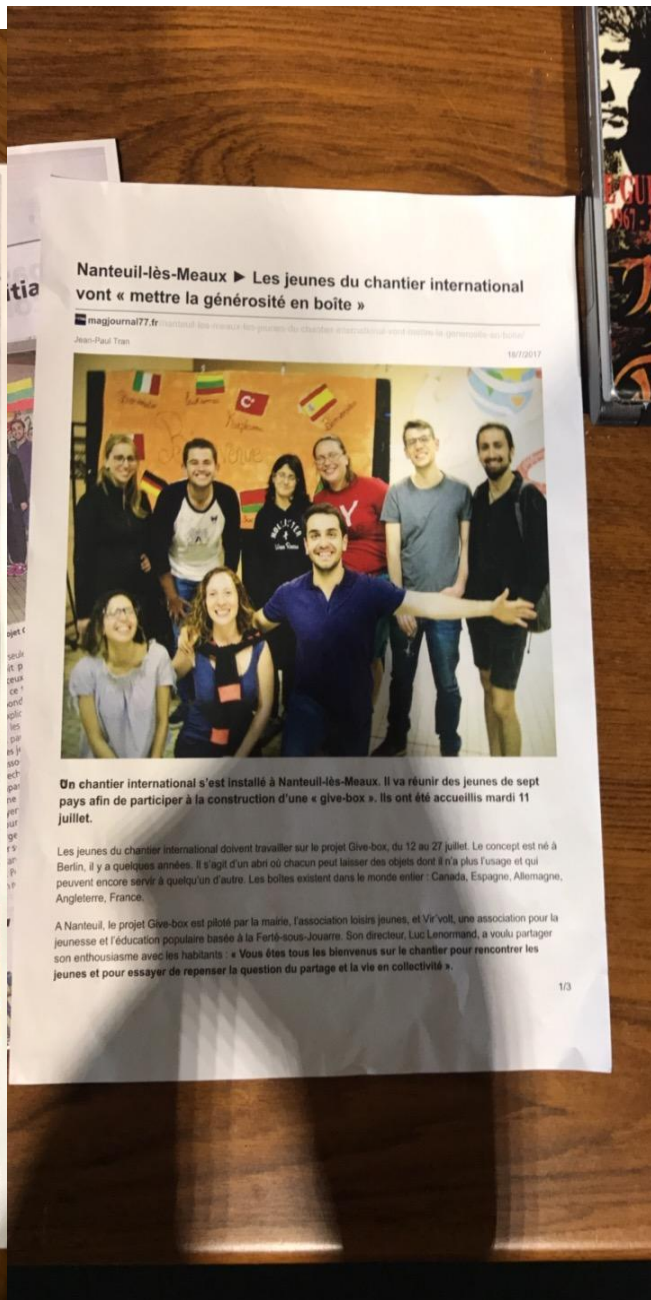 Nanteuil-lès-Meaux ► Les jeunes du chantier international
vont « mettre la générosité en boîte »
magjournal77.fr
Jean-Paul Tran
18/7/2017
HOLLISTER
Y
Un chantier international s'est installé à Nanteuil-lès-Meaux. Il va réunir des jeunes de sept
pays afin de participer à la construction d'une « give-box ». Ils ont été accueillis mardi 11
juillet.
Les jeunes du chantier international doivent travailler sur le projet Give-box, du 12 au 27 juillet. Le concept est né à
Berlin, il y a quelques années. Il s'agit d'un abri où chacun peut laisser des objets dont il n'a plus l'usage et qui
peuvent encore servir à quelqu'un d'autre. Les boîtes existent dans le monde entier : Canada, Espagne, Allemagne,
Angleterre, France.
A Nanteuil, le projet Give-box est piloté par la mairie, l'association loisirs jeunes, et Vir'volt, une association pour la
jeunesse et l'éducation populaire basée à la Ferté-sous-Jouarre. Son directeur, Luc Lenormand, a voulu partager
son enthousiasme avec les habitants : « Vous êtes tous les bienvenus sur le chantier pour rencontrer les
jeunes et pour essayer de repenser la question du partage et la vie en collectivité ».
1/3
itia